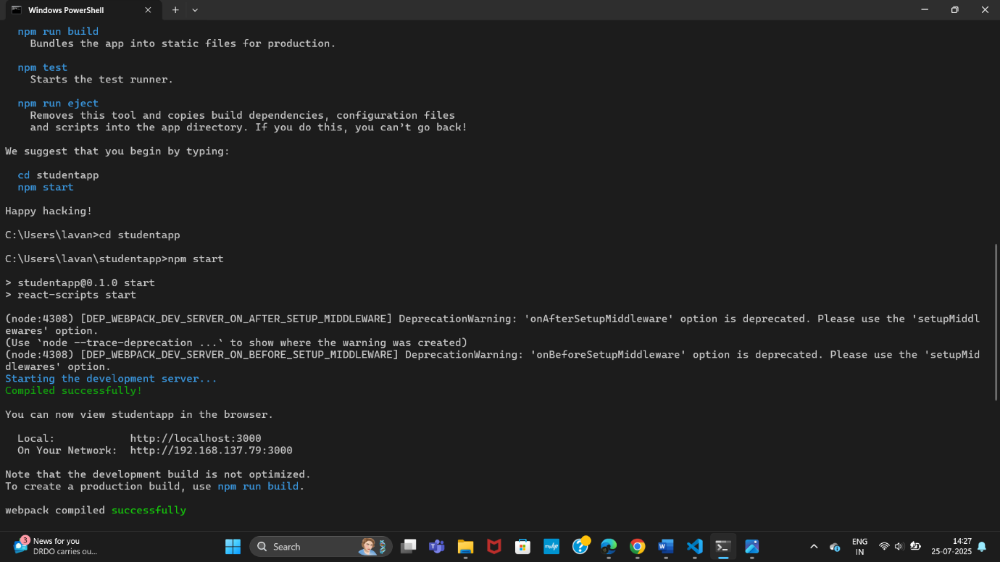 Windows PowerShell
npm run build
Bundles the app into static files for production.
npm test
Starts the test runner.
npm run eject
Removes this tool and copies build dependencies, configuration files
and scripts into the app directory. If you do this, you can’t go back!
We suggest that you begin by typing:
cd studentapp
npm start
Happy hacking!
C:\Users\lavan>cd studentapp
C:\Users\lavan\studentapp>npm start
> studentapp@0.1.0 start
> react-scripts start
(node:4308) [DEP_WEBPACK_DEV_SERVER_ON_AFTER_SETUP_MIDDLEWARE] DeprecationWarning: 'onAfterSetupMiddleware' option is deprecated. Please use the 'setupMiddl
ewares' option.
(Use `node --trace-deprecation ...` to show where the warning was created)
(node:4308) [DEP_WEBPACK_DEV_SERVER_ON_BEFORE_SETUP_MIDDLEWARE] DeprecationWarning: 'onBeforeSetupMiddleware' option is deprecated. Please use the 'setupMid
dlewares' option.
Starting the development server...
Compiled successfully!
You can now view studentapp in the browser.
Local: http://localhost:3000
On Your Network: http://192.168.137.79:3000
Note that the development build is not optimized.
To create a production build, use npm run build.
webpack compiled successfully
3
News for you
DRDO carries ou...
Search
myhp
ENG
IN
14:27
25-07-2025